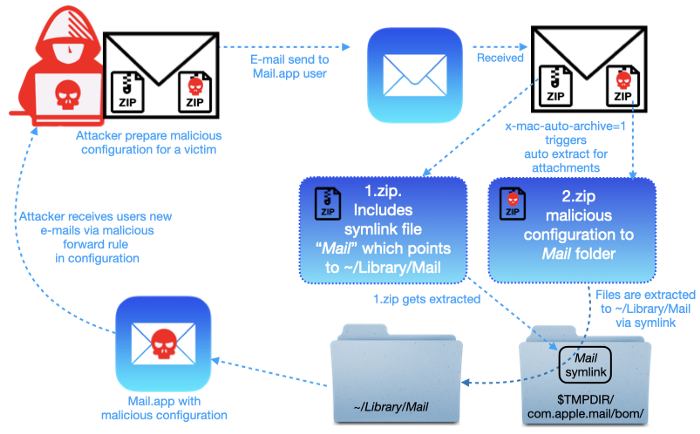 ZIP
ZIP
Attacker prepare malicious
configuration for a victim
E-mail send to
Mail.app user
Received
ZIP
ZIP
x-mac-auto-archive=1
triggers
auto extract for
attachments
ZIP
1.zip.
Includes
symlink file
“Mail” which points
to ~/Library/Mail
ZIP
2.zip
malicious
configuration to
Mail folder
Attacker receives users new
e-mails via malicious
forward rule
in configuration
1.zip gets extracted
Files are extracted
to ~/Library/Mail
via symlink
Mail.app with
malicious configuration
~/Library/Mail
Mail
symlink
$TMPDIR/
com.apple.mail/bom/